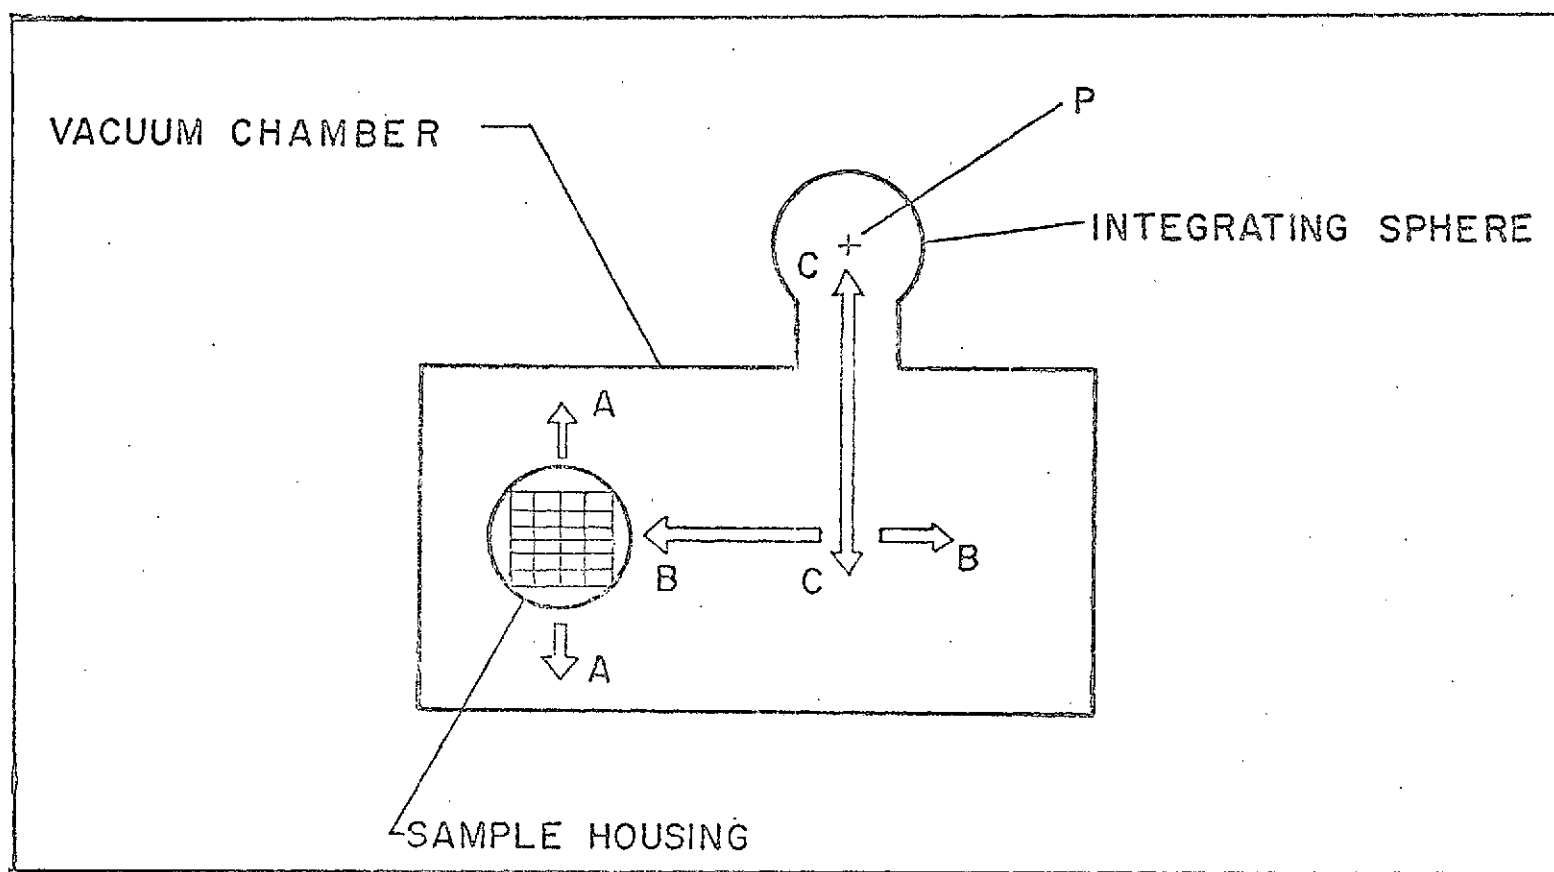 P
VACUUM CHAMBER
INTEGRATING SPHERE
C
A
B
C
B
A
SAMPLE HOUSING